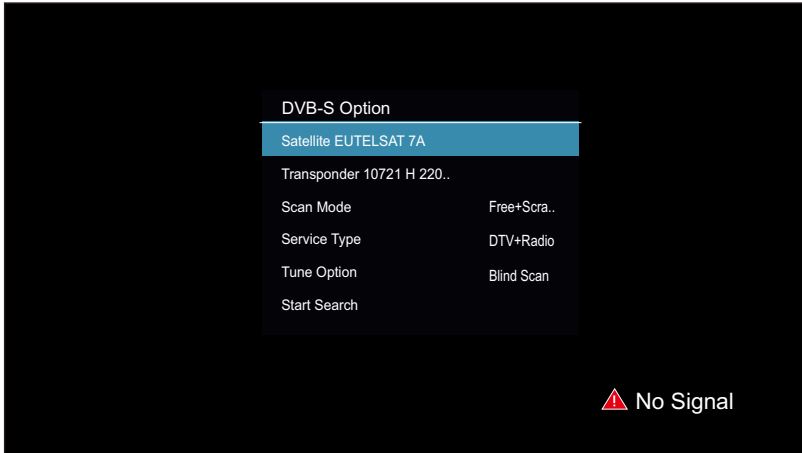 DVB-S Option
Satellite EUTELSAT 7A
Transponder 10721 H 220..
Scan Mode Free+Scra..
Service Type DTV+Radio
Tune Option Blind Scan
Start Search
No Signal